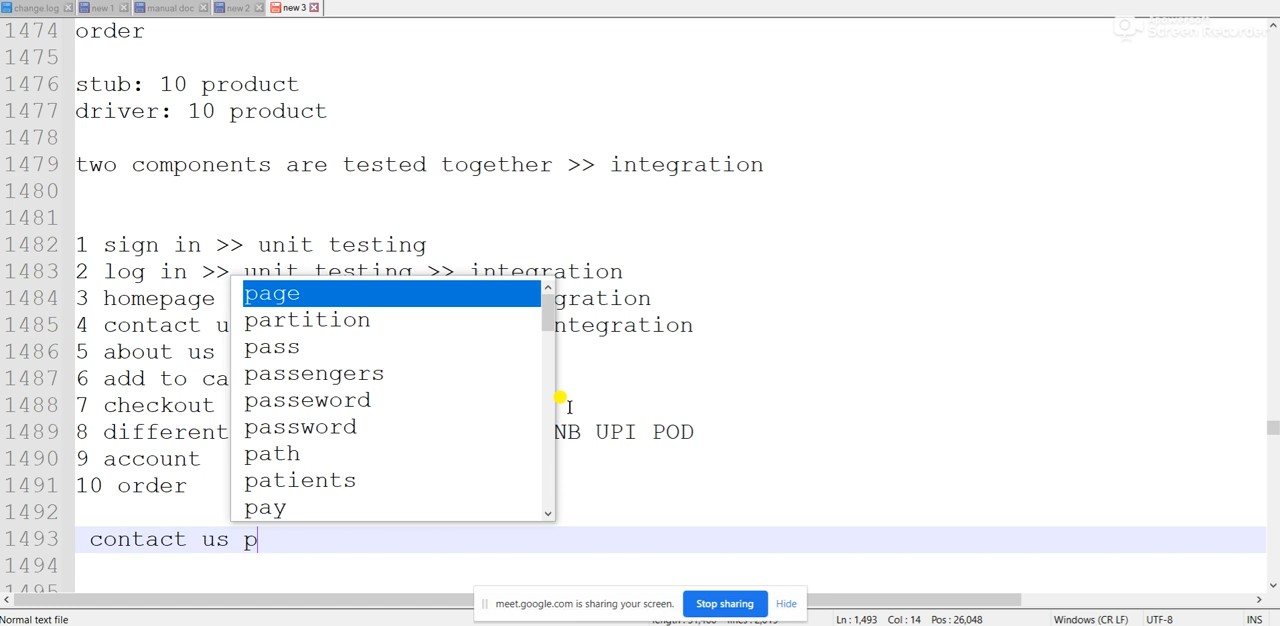 change.log new 1 manual doc new 2 new 3
Apowersoft
Screen Recorder
1474 order
1475
1476 stub: 10 product
1477 driver: 10 product
1478
1479 two components are tested together >> integration
1480
1481
1482 1 sign in >> unit testing
1483 2 log in >> unit testing >> integration
1484 3 homepage gration
1485 4 contact u ntegration
1486 5 about us
1487 6 add to ca
1488 7 checkout
1489 8 different NB UPI POD
1490 9 account
1491 10 order
1492
1493 contact us p
1494
1495
page
partition
pass
passengers
passeword
password
path
patients
pay
meet.google.com is sharing your screen. Stop sharing Hide
Normal text file Ln : 1,493 Col : 14 Pos : 26,048 Windows (CR LF) UTF-8 INS